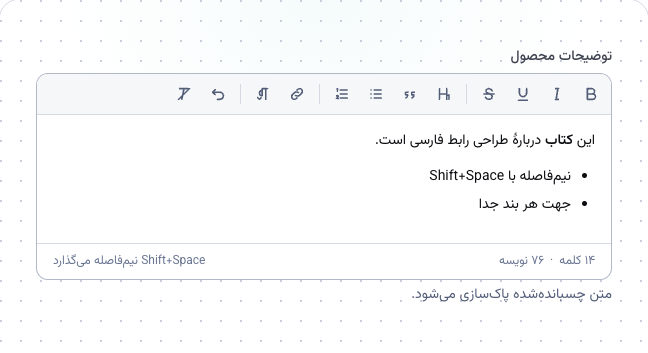 توضیحات محصول
B I U S H₁ ¶
این کتاب دربارهٔ طراحی رابط فارسی است.
• نیم‌فاصله با Shift+Space
• جهت هر بند جدا
۱۴ کلمه · ۷۶ نویسه
Shift+Space نیم‌فاصله می‌گذارد
متن چسبانده‌شده پاک‌سازی می‌شود.